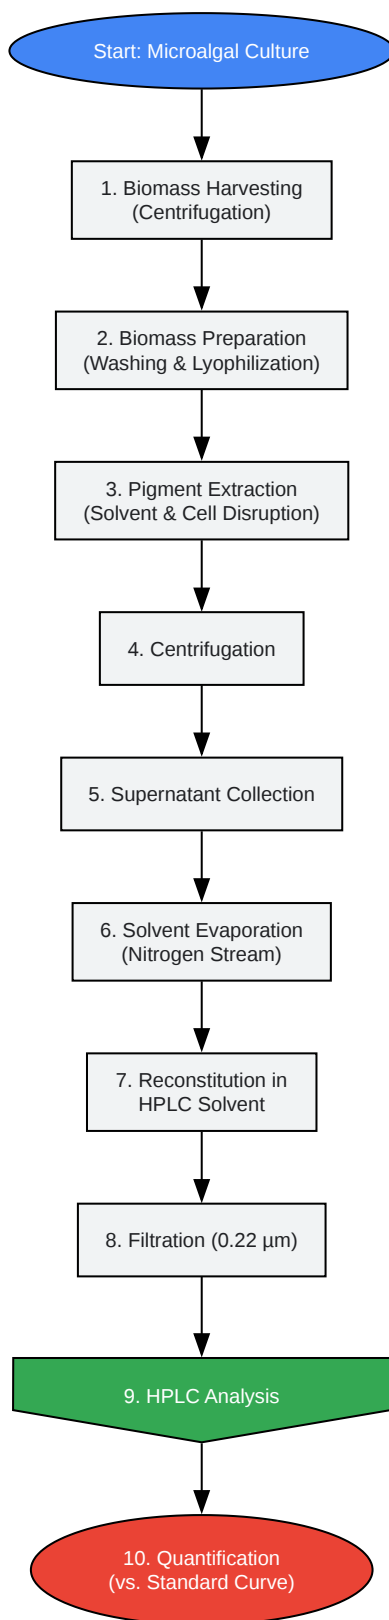 Start: Microalgal Culture
1. Biomass Harvesting
(Centrifugation)
2. Biomass Preparation
(Washing & Lyophilization)
3. Pigment Extraction
(Solvent & Cell Disruption)
4. Centrifugation
5. Supernatant Collection
6. Solvent Evaporation
(Nitrogen Stream)
7. Reconstitution in
HPLC Solvent
8. Filtration (0.22 µm)
9. HPLC Analysis
10. Quantification
(vs. Standard Curve)